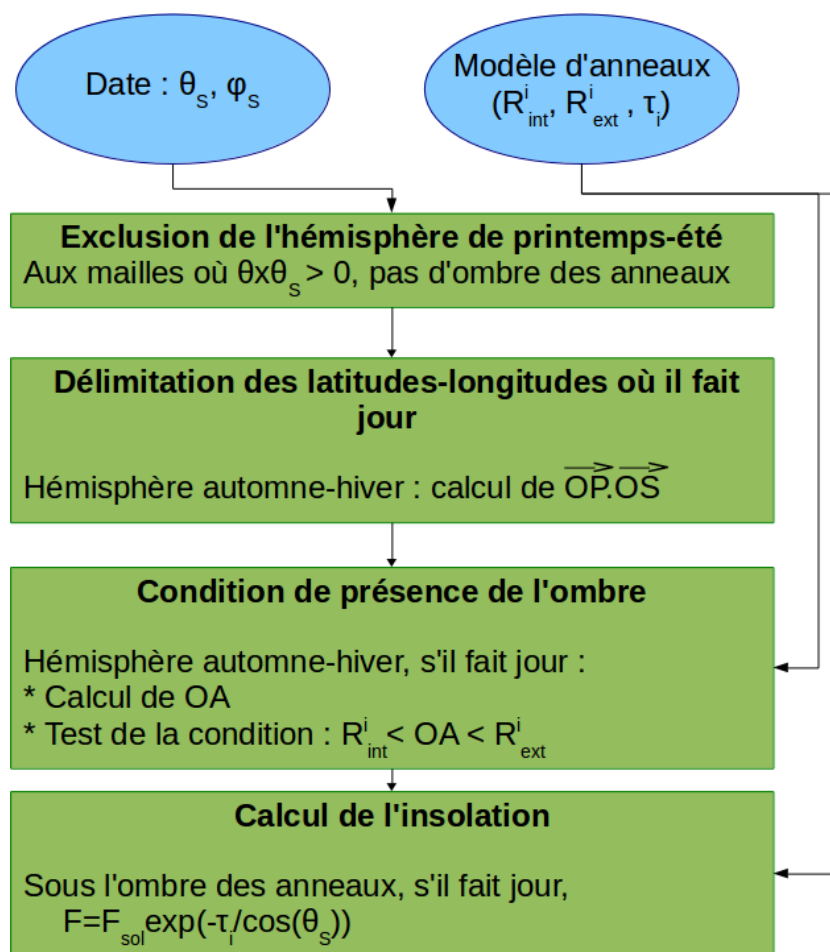 Date : θS, φS
Modèle d'anneaux
(Riint, Riext , τi)
Exclusion de l'hémisphère de printemps-été
Aux mailles où θxθS > 0, pas d'ombre des anneaux
Délimitation des latitudes-longitudes où il fait
jour
Hémisphère automne-hiver : calcul de OP.OS
Condition de présence de l'ombre
Hémisphère automne-hiver, s'il fait jour :
* Calcul de OA
* Test de la condition : Riint< OA < Riext
Calcul de l'insolation
Sous l'ombre des anneaux, s'il fait jour,
F=Fsolexp(-τi/cos(θS))